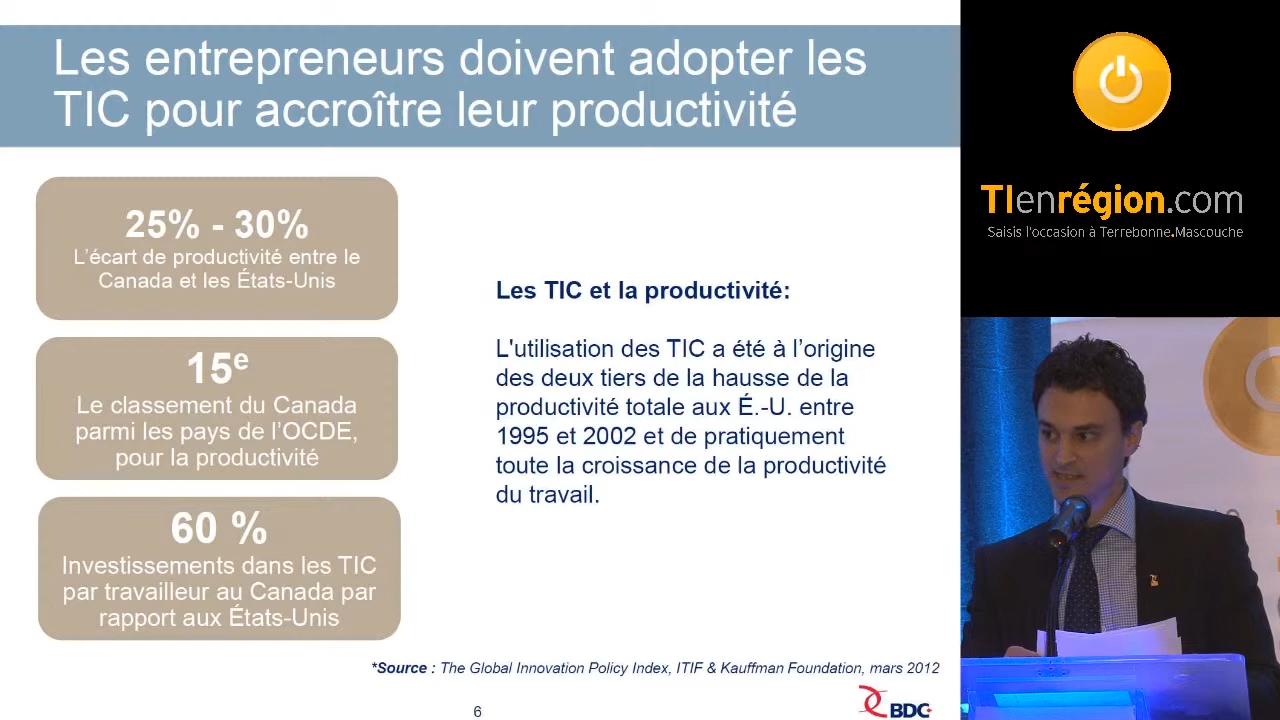 Les entrepreneurs doivent adopter les
TIC pour accroître leur productivité
25% - 30%
L'écart de productivité entre le
Canada et les États-Unis
15e
Le classement du Canada
parmi les pays de l'OCDE,
pour la productivité
60 %
Investissements dans les TIC
par travailleur au Canada par
rapport aux États-Unis
Les TIC et la productivité:
L'utilisation des TIC a été à l'origine
des deux tiers de la hausse de la
productivité totale aux É.-U. entre
1995 et 2002 et de pratiquement
toute la croissance de la productivité
du travail.
*Source : The Global Innovation Policy Index, ITIF & Kauffman Foundation, mars 2012
6
BDC
TIenrégion.com
Saisis l'occasion à Terrebonne.Mascouche